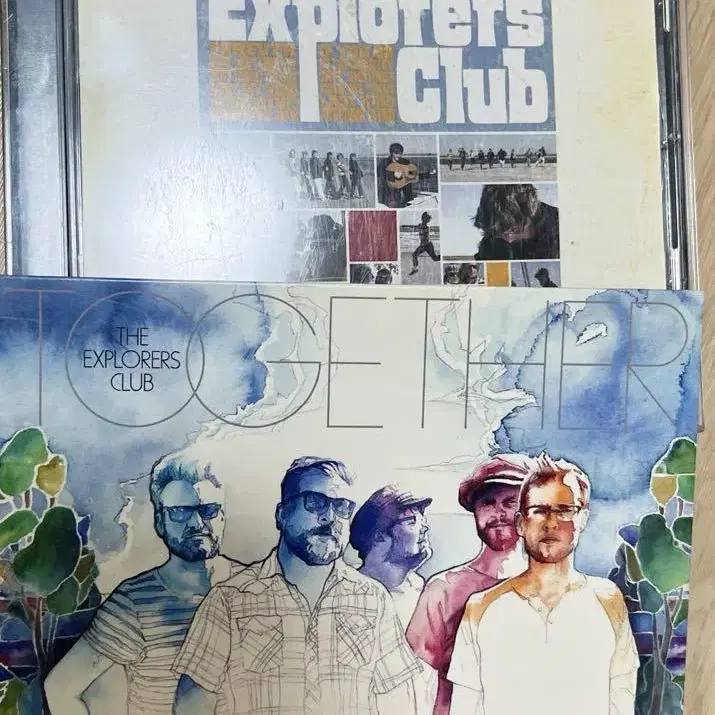 Explorers
Club
TOGETHER
THE
EXPLORERS
CLUB